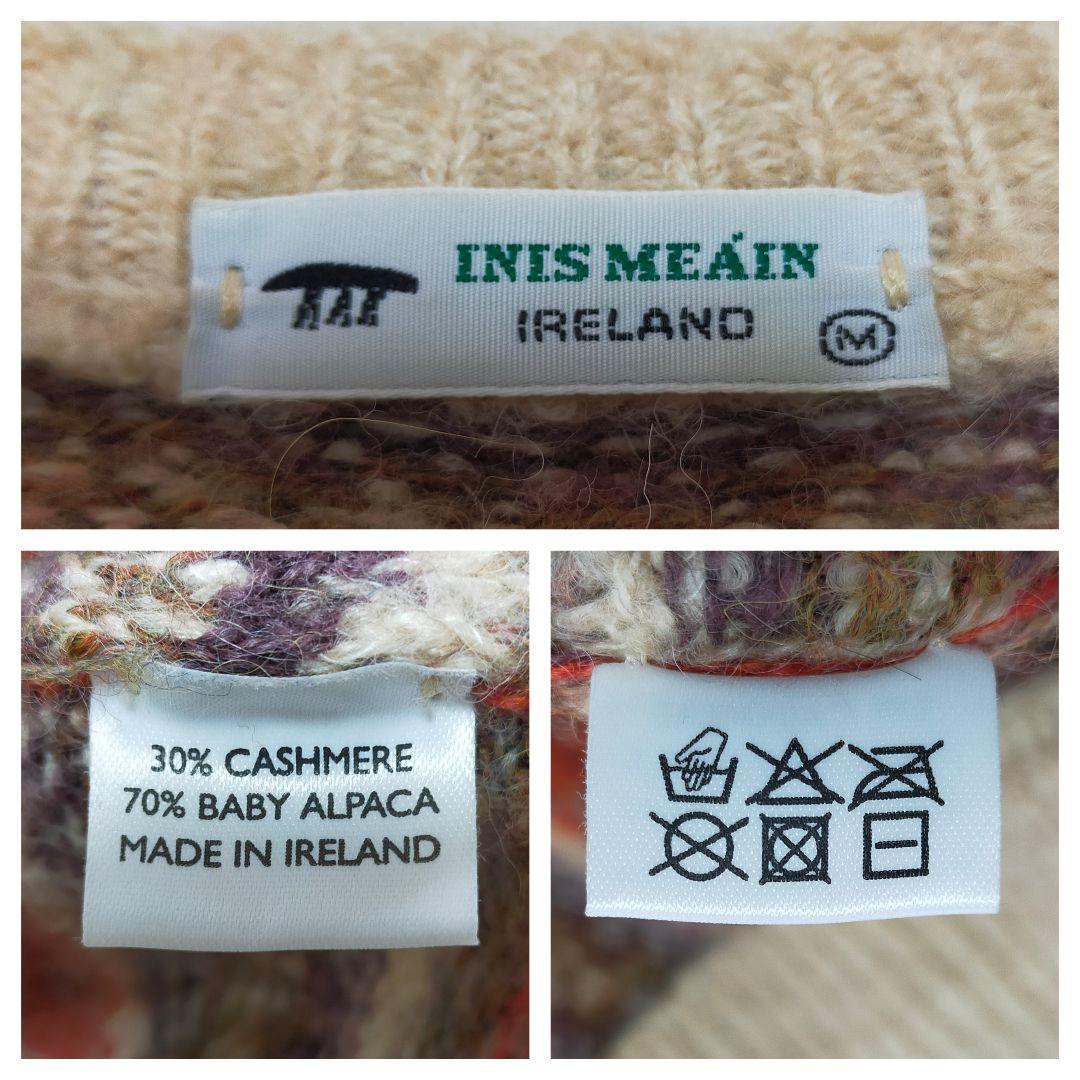 INIS MEÁIN
IRELAND
M
30% CASHMERE
70% BABY ALPACA
MADE IN IRELAND